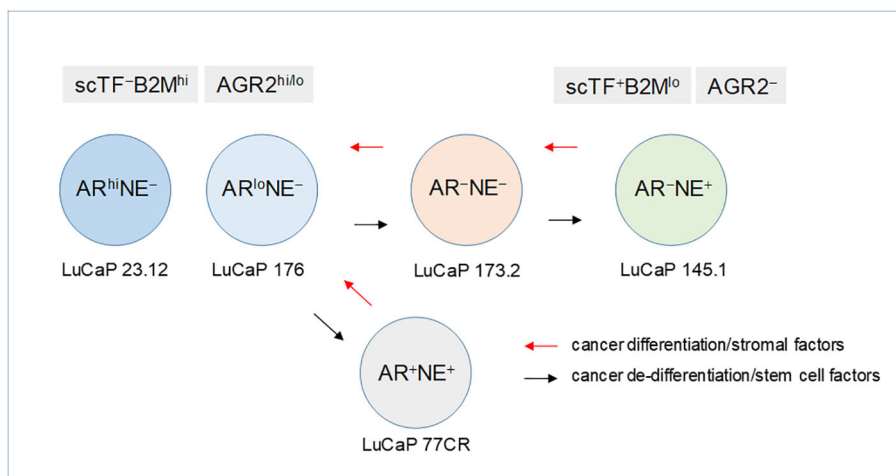 scTF⁻B2Mʰⁱ AGR2ʰⁱ/ˡᵒ scTF⁺B2Mˡᵒ AGR2⁻
ARʰⁱNE⁻ ARˡᵒNE⁻ AR⁻NE⁻ AR⁻NE⁺
LuCaP 23.12 LuCaP 176 LuCaP 173.2 LuCaP 145.1
AR⁺NE⁺
LuCaP 77CR
cancer differentiation/stromal factors
cancer de-differentiation/stem cell factors